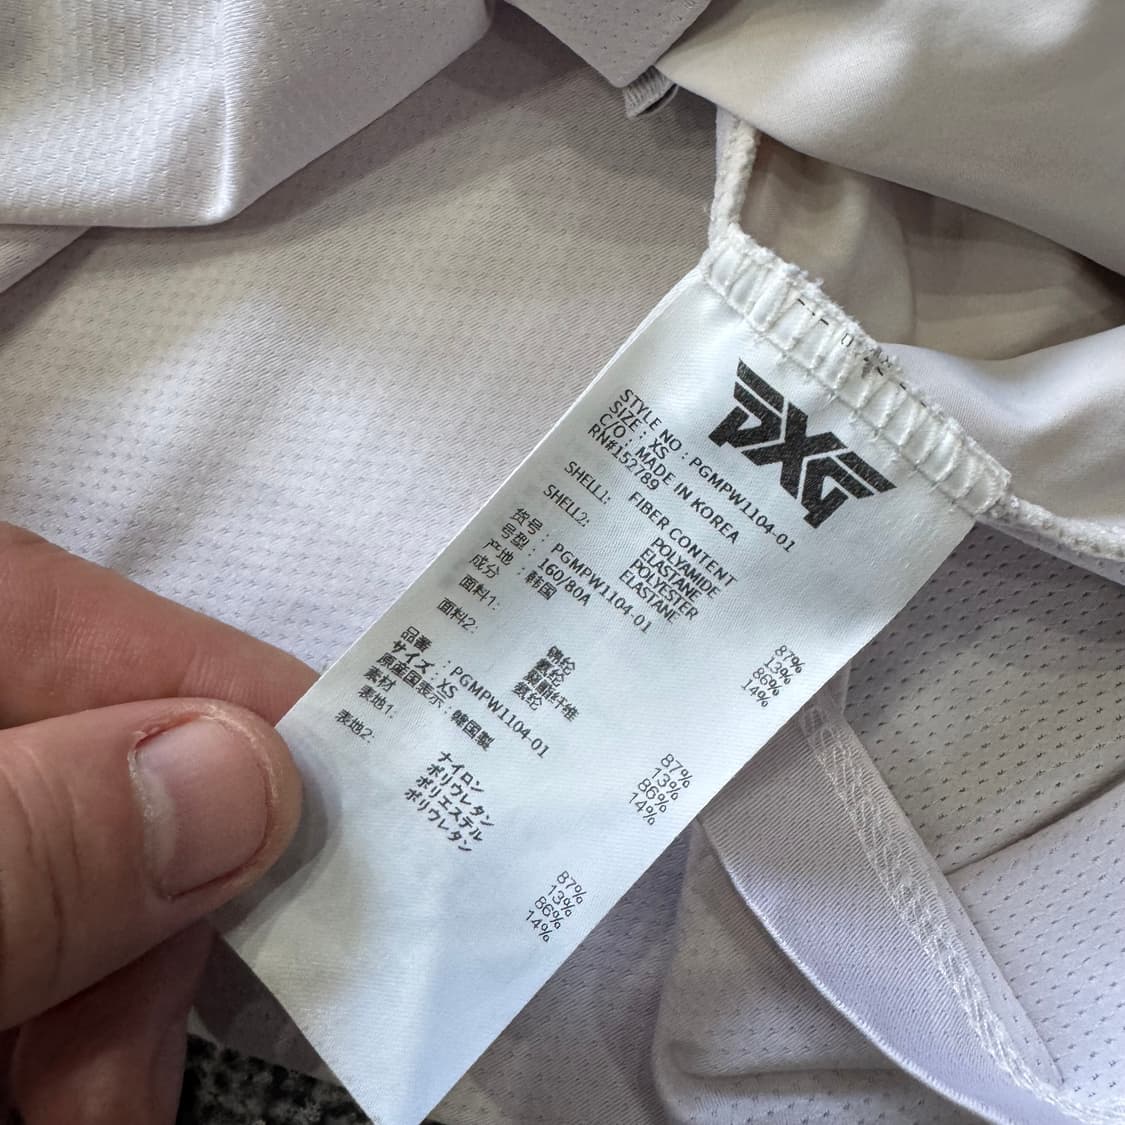 PXG
STYLE NO : PGMPW1104-01
SIZE : XS
C/O : MADE IN KOREA
RN#152789
FIBER CONTENT
SHELL1: POLYAMIDE 87%
ELASTANE 13%
SHELL2: POLYESTER 86%
ELASTANE 14%
货号 : PGMPW1104-01
号型 : 160/80A
产地 : 韩国
成分
面料1: 锦纶 87%
氨纶 13%
面料2: 聚酯纤维 86%
氨纶 14%
品番 : PGMPW1104-01
サイズ : XS
原産国表示 : 韓国製
素材
表地1: ナイロン 87%
ポリウレタン 13%
表地2: ポリエステル 86%
ポリウレタン 14%